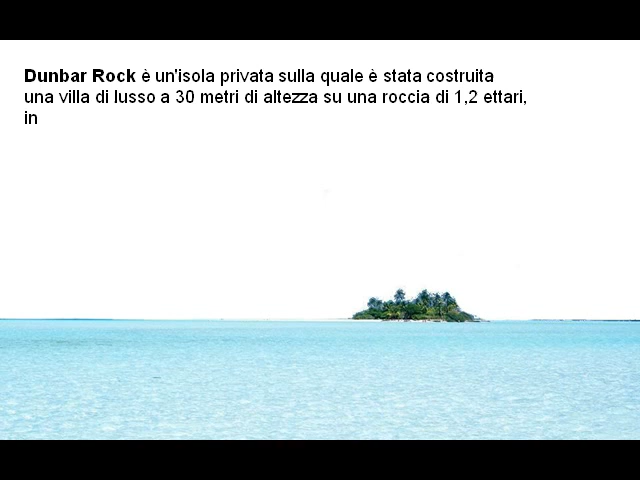 Dunbar Rock è un'isola privata sulla quale è stata costruita
una villa di lusso a 30 metri di altezza su una roccia di 1,2 ettari,
in